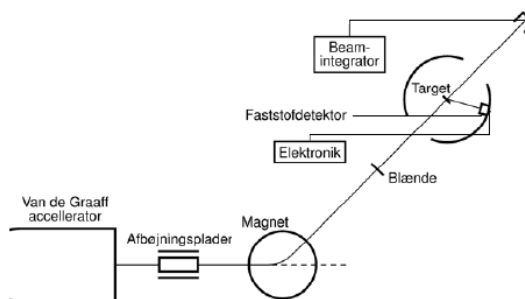 Beam-
integrator
Target
Faststofdetektor
Elektronik
Blænde
Van de Graaff
accellerator
Afbøjningsplader
Magnet